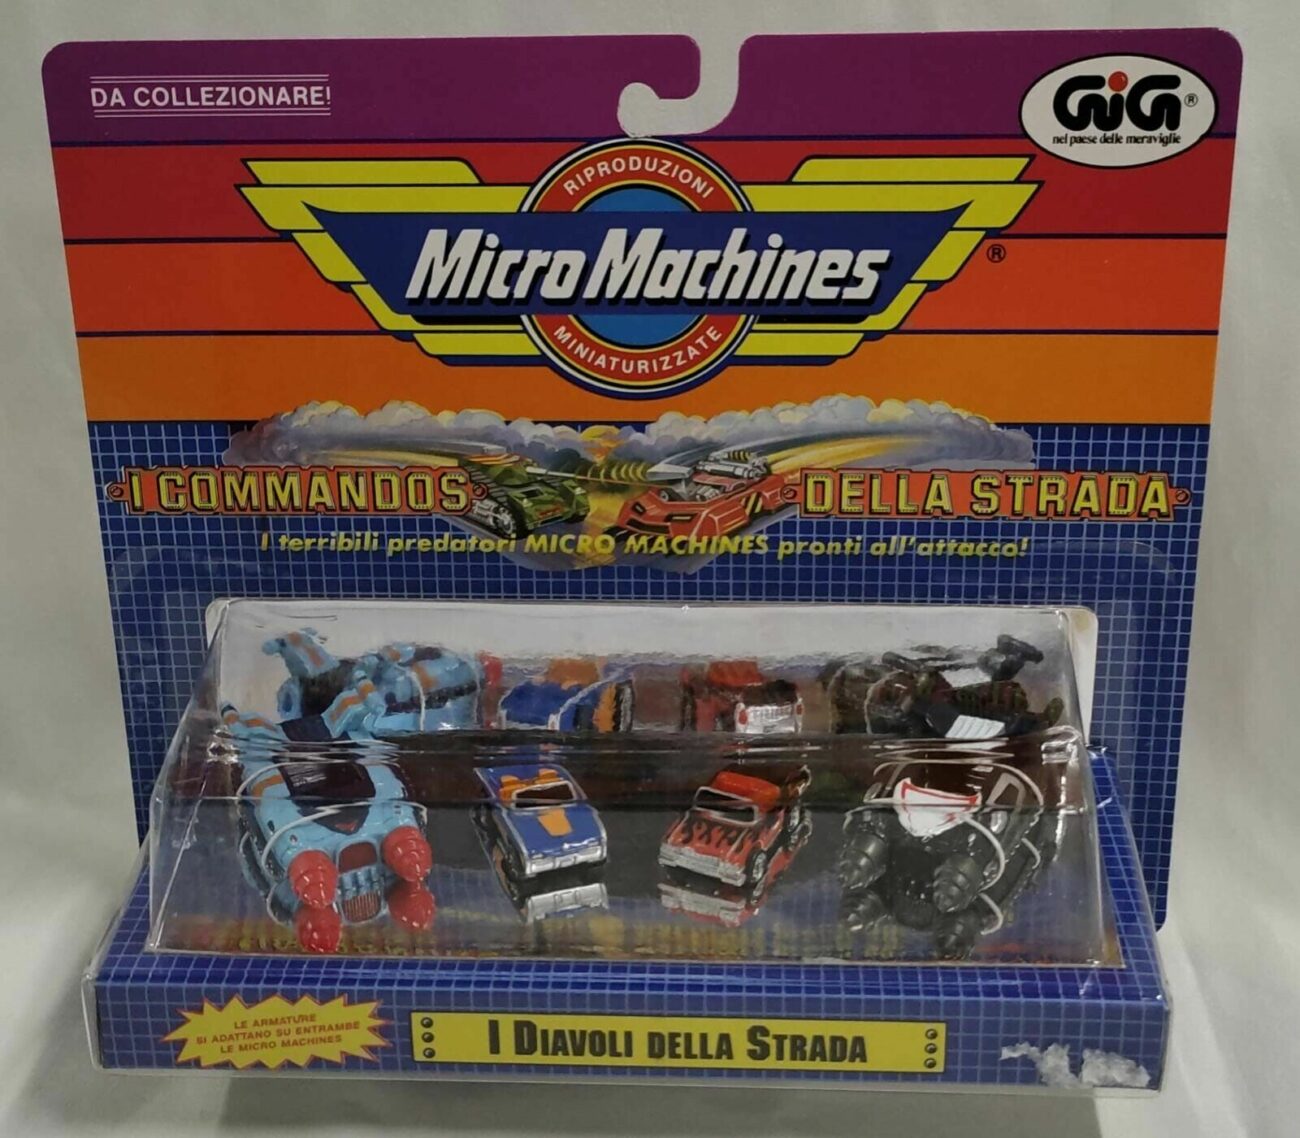 DA COLLEZIONARE!
GiG®
nel paese delle meraviglie
RIPRODUZIONI
Micro Machines®
MINIATURIZZATE
I COMMANDOS DELLA STRADA
I terribili predatori MICRO MACHINES pronti all'attacco!
LE ARMATURE
SI ADATTANO SU ENTRAMBE
LE MICRO MACHINES
I DIAVOLI DELLA STRADA